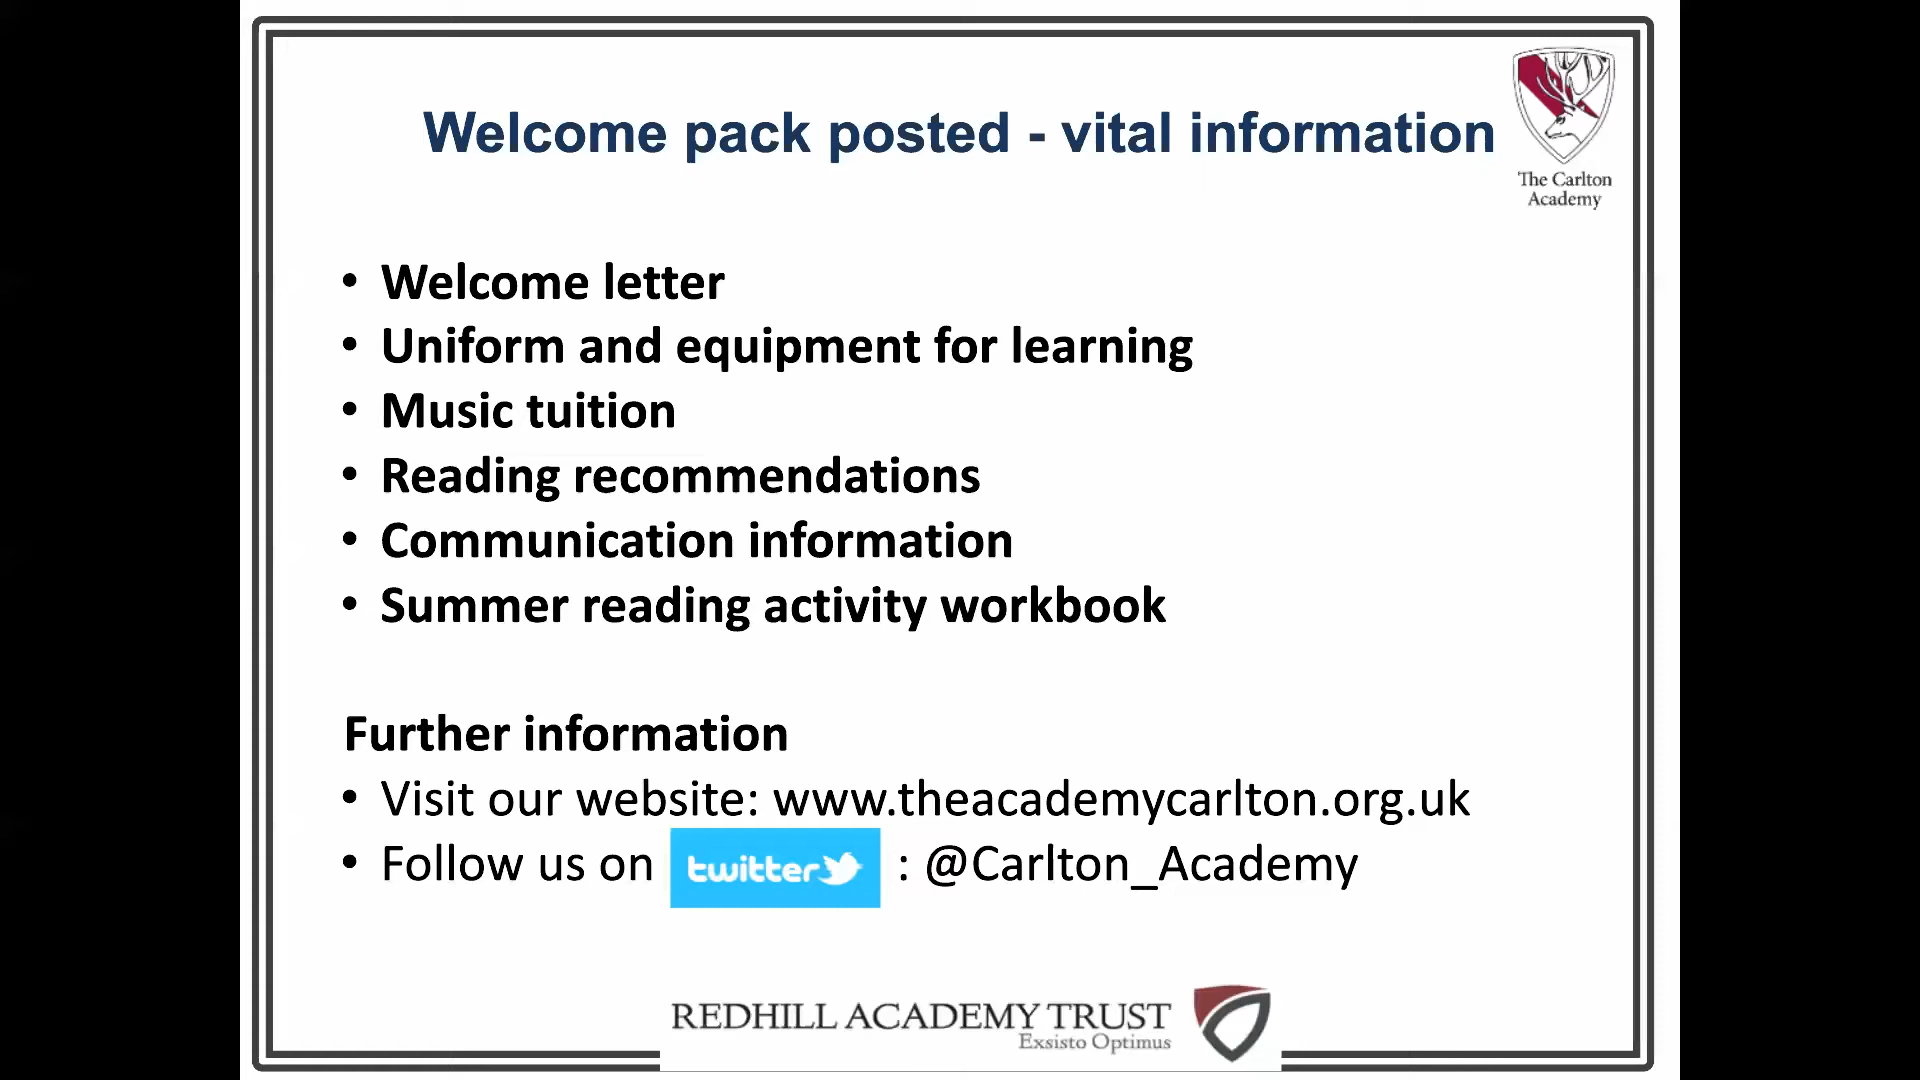 Welcome pack posted - vital information
The Carlton
Academy
• Welcome letter
• Uniform and equipment for learning
• Music tuition
• Reading recommendations
• Communication information
• Summer reading activity workbook
Further information
• Visit our website: www.theacademycarlton.org.uk
• Follow us on twitter : @Carlton_Academy
REDHILL ACADEMY TRUST
Exsisto Optimus